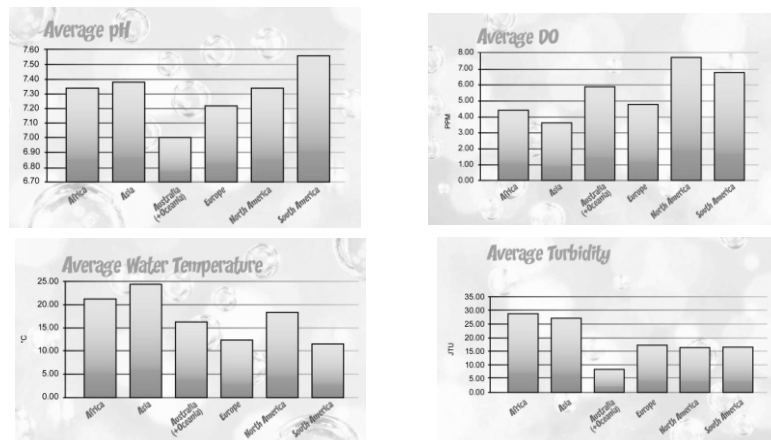 Average pH
7.60
7.50
7.40
7.30
7.20
7.10
7.00
6.90
6.80
6.70
Africa
Asia
Australia
(+Oceania)
Europe
North America
South America
Average DO
PPM
8.00
7.00
6.00
5.00
4.00
3.00
2.00
1.00
0.00
Africa
Asia
Australia
(+Oceania)
Europe
North America
South America
Average Water Temperature
°C
25.00
20.00
15.00
10.00
5.00
0.00
Africa
Asia
Australia
(+Oceania)
Europe
North America
South America
Average Turbidity
JTU
35.00
30.00
25.00
20.00
15.00
10.00
5.00
0.00
Africa
Asia
Australia
(+Oceania)
Europe
North America
South America